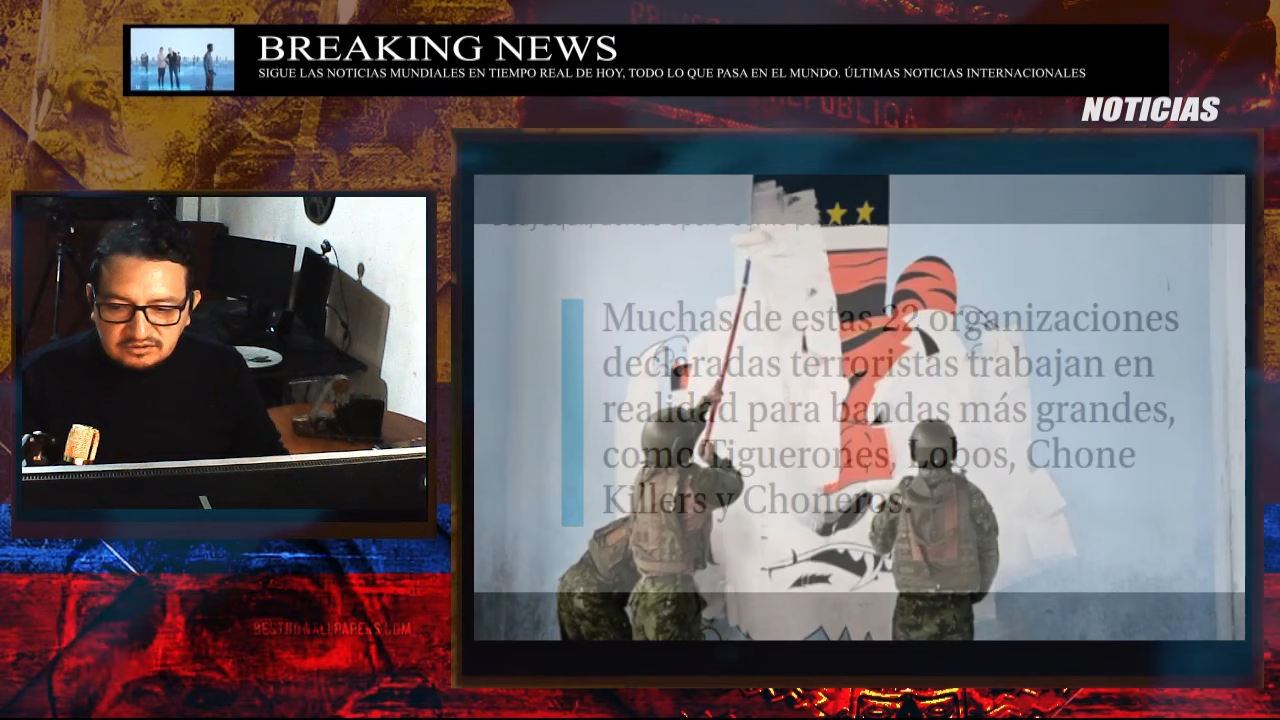 BREAKING NEWS
SIGUE LAS NOTICIAS MUNDIALES EN TIEMPO REAL DE HOY, TODO LO QUE PASA EN EL MUNDO. ÚLTIMAS NOTICIAS INTERNACIONALES
NOTICIAS
REPÚBLICA
Muchas de estas organizaciones
declaradas terroristas trabajan en
realidad para bandas más grandes,
como Tiguerones, Lobos, Chone
Killers y Choneros.
BESTHDWALLPAPERS.COM